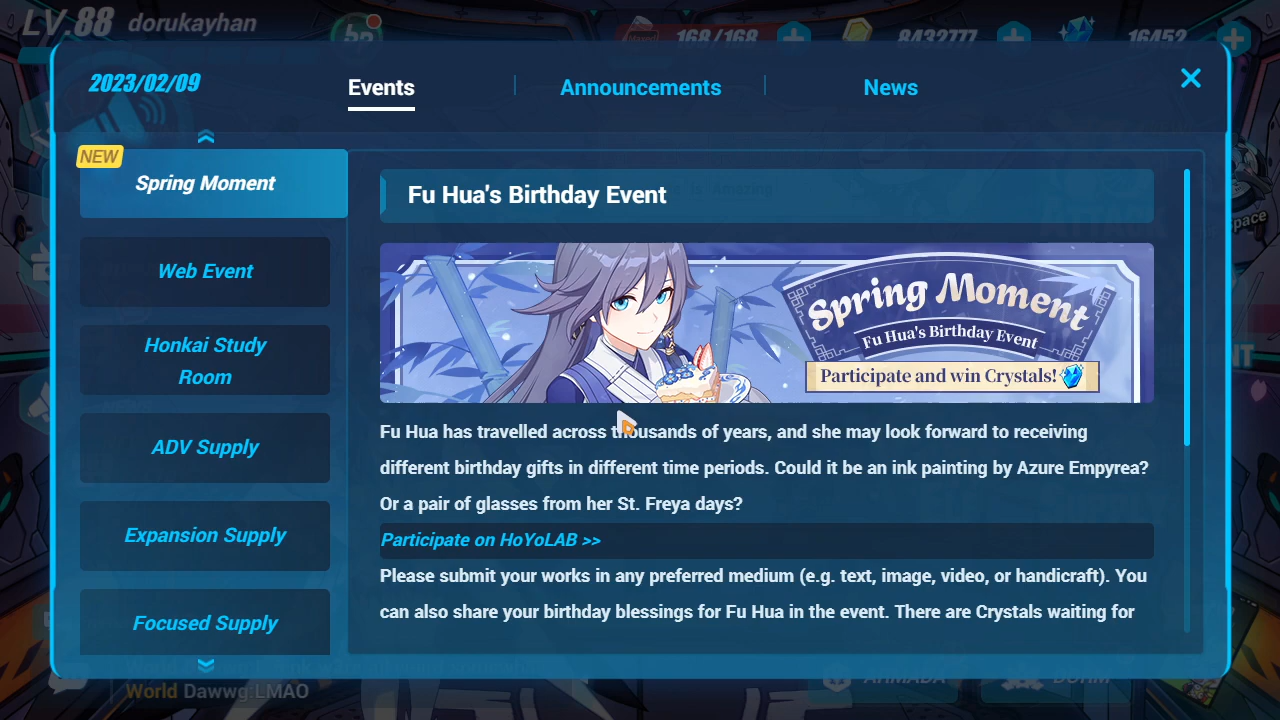 LV.88 dorukayhan
168/168
8432777
16452
2023/02/09
Events
Announcements
News
NEW
Spring Moment
Web Event
Honkai Study
Room
ADV Supply
Expansion Supply
Focused Supply
Fu Hua's Birthday Event
Spring Moment
Fu Hua's Birthday Event
Participate and win Crystals!
Fu Hua has travelled across thousands of years, and she may look forward to receiving
different birthday gifts in different time periods. Could it be an ink painting by Azure Empyrea?
Or a pair of glasses from her St. Freya days?
Participate on HoYoLAB >>
Please submit your works in any preferred medium (e.g. text, image, video, or handicraft). You
can also share your birthday blessings for Fu Hua in the event. There are Crystals waiting for
World Dawwg:LMAO
ARMADA
DORM